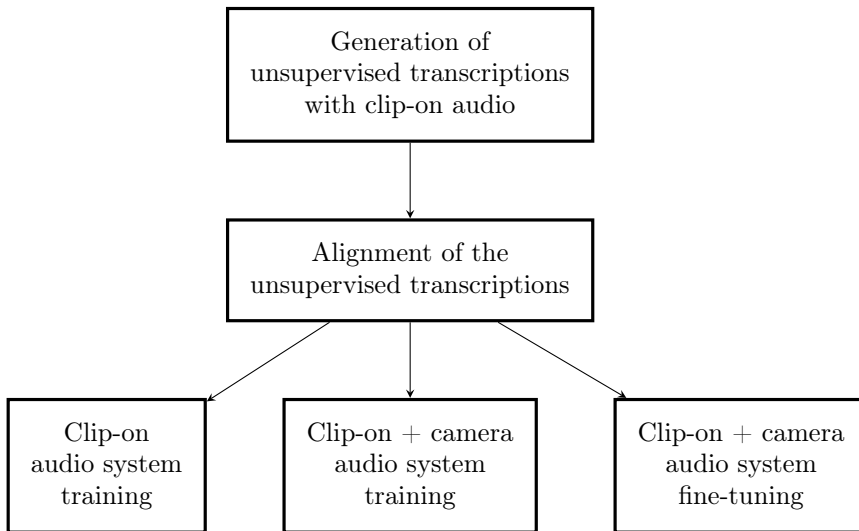 Generation of
unsupervised transcriptions
with clip-on audio
Alignment of the
unsupervised transcriptions
Clip-on
audio system
training
Clip-on + camera
audio system
training
Clip-on + camera
audio system
fine-tuning